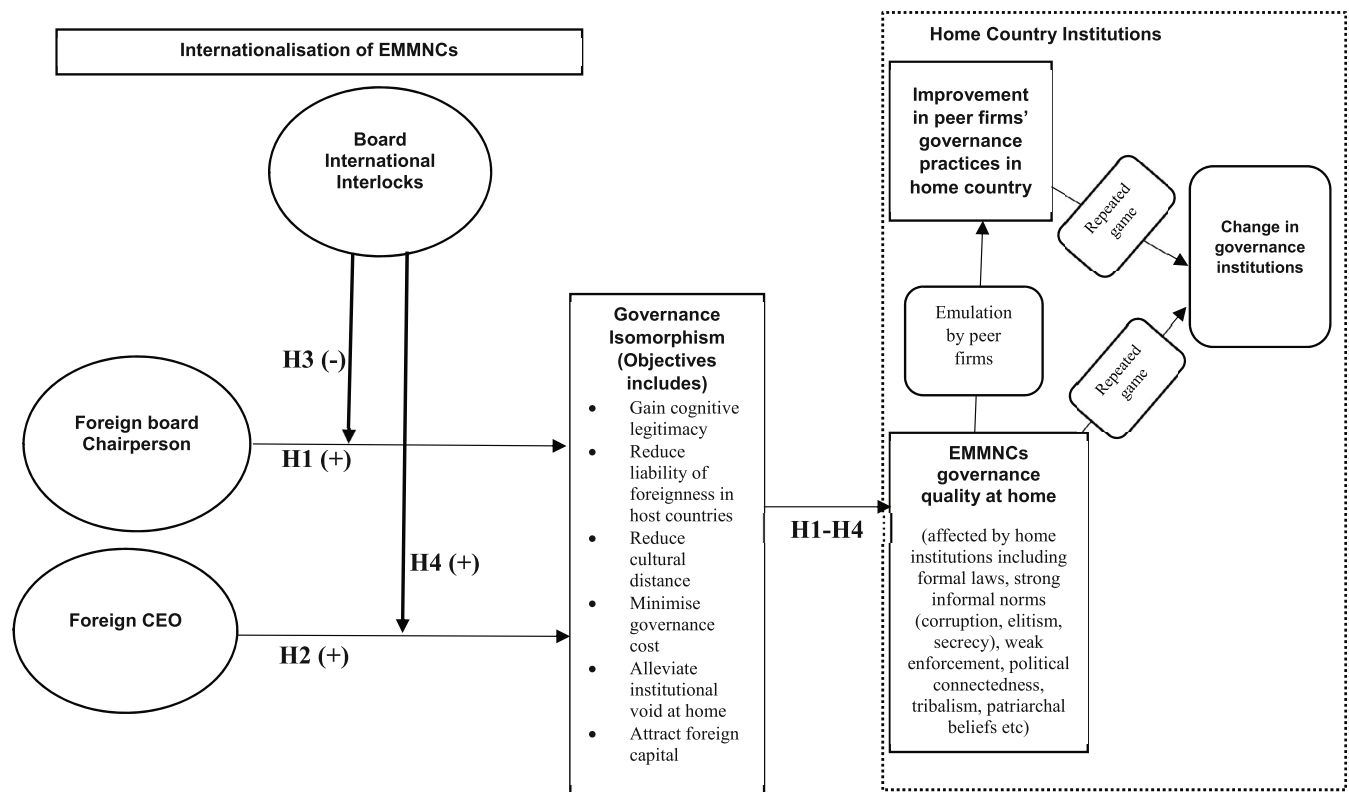 Internationalisation of EMMNCs
Board
International
Interlocks
H3 (-)
Foreign board
Chairperson
H1 (+)
H4 (+)
Foreign CEO
H2 (+)
Governance
Isomorphism
(Objectives
includes)
• Gain cognitive
legitimacy
• Reduce
liability of
foreignness in
host countries
• Reduce
cultural
distance
• Minimise
governance
cost
• Alleviate
institutional
void at home
• Attract foreign
capital
H1-H4
Home Country Institutions
Improvement
in peer firms’
governance
practices in
home country
Repeated
game
Change in
governance
institutions
Emulation
by peer
firms
Repeated
game
EMMNCs
governance
quality at home
(affected by home
institutions including
formal laws, strong
informal norms
(corruption, elitism,
secrecy), weak
enforcement, political
connectedness,
tribalism, patriarchal
beliefs etc)